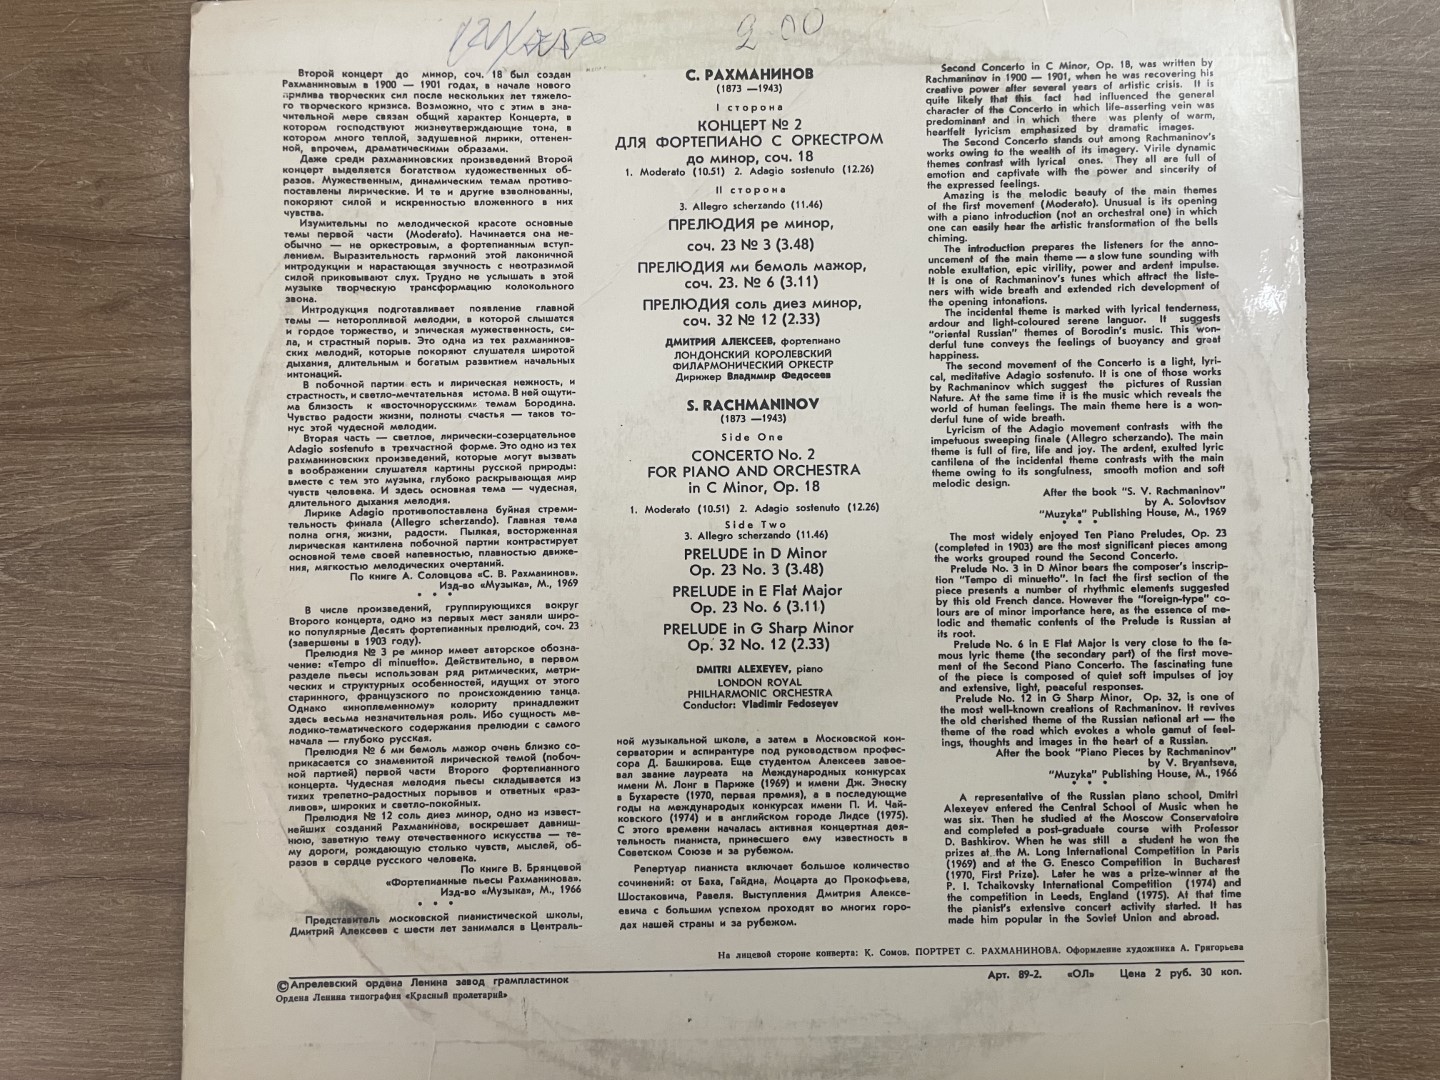 200
Второй концерт до минор, соч. 18 был создан
Рахманиновым в 1900 — 1901 годах, в начале нового
прилива творческих сил после нескольких лет тяжело-
го творческого кризиса. Возможно, что с этим в зна-
чительной мере связан общий характер Концерта, в
котором господствуют жизнеутверждающие тона, в
котором много теплой, задушевной лирики, оттенен-
ной, впрочем, драматическими образами.
Даже среди рахманиновских произведений Второй
концерт выделяется богатством художественных об-
разов. Мужественным, динамическим темам противо-
поставлены лирические. И те и другие взволнованны,
покоряют силой и искренностью вложенного в них
чувства.
Изумительны по мелодической красоте основные
темы первой части (Moderato). Начинается она не-
обычно — не оркестровым, а фортепианным вступ-
лением. Выразительность гармоний этой лаконичной
интродукции и нарастающая звучность с неотразимой
силой приковывают слух. Трудно не услышать в этой
музыке творческую трансформацию колокольного
звона.
Интродукция подготавливает появление главной
темы — неторопливой мелодии, в которой слышатся
и гордое торжество, и эпическая мужественность, си-
ла, и страстный порыв. Это одна из тех рахманинов-
ских мелодий, которые покоряют слушателя широтой
дыхания, длительным и богатым развитием начальных
интонаций.
В побочной партии есть и лирическая нежность, и
страстность, и светло-мечтательная истома. В ней ощути-
ма близость к «восточнорусским» темам Бородина.
Чувство радости жизни, полноты счастья — таков то-
нус этой чудесной мелодии.
Вторая часть — светлое, лирически-созерцательное
Adagio sostenuto в трехчастной форме. Это одно из тех
рахманиновских произведений, которые могут вызвать
в воображении слушателя картины русской природы:
вместе с тем это музыка, глубоко раскрывающая мир
чувств человека. И здесь основная тема — чудесная,
длительного дыхания мелодия.
Лирике Adagio противопоставлена буйная стреми-
тельность финала (Allegro scherzando). Главная тема
полна огня, жизни, радости. Пылкая, восторженная
лирическая кантилена побочной партии контрастирует
основной теме своей напевностью, плавностью движе-
ния, мягкостью мелодических очертаний.
По книге А. Соловцова «С. В. Рахманинов».
Изд-во «Музыка», М., 1969
• • •
В числе произведений, группирующихся вокруг
Второго концерта, одно из первых мест заняли широ-
ко популярные Десять фортепианных прелюдий, соч. 23
(завершены в 1903 году).
Прелюдия № 3 ре минор имеет авторское обозна-
чение: «Tempo di minuetto». Действительно, в первом
разделе пьесы использован ряд ритмических, метри-
ческих и структурных особенностей, идущих от этого
старинного, французского по происхождению танца.
Однако «иноплеменному» колориту принадлежит
здесь весьма незначительная роль. Ибо сущность ме-
лодико-тематического содержания прелюдии с самого
начала — глубоко русская.
Прелюдия № 6 ми бемоль мажор очень близко со-
прикасается со знаменитой лирической темой (побоч-
ной партией) первой части Второго фортепианного
концерта. Чудесная мелодия пьесы складывается из
тихих трепетно-радостных порывов и ответных «раз-
ливов», широких и светло-покойных.
Прелюдия № 12 соль диез минор, одно из извест-
нейших созданий Рахманинова, воскрешает давниш-
нюю, заветную тему отечественного искусства — те-
му дороги, рождающую столько чувств, мыслей, об-
разов в сердце русского человека.
По книге В. Брянцевой
«Фортепианные пьесы Рахманинова».
Изд-во «Музыка», М., 1966
• • •
Представитель московской пианистической школы,
Дмитрий Алексеев с шести лет занимался в Централь-
С. РАХМАНИНОВ
(1873 —1943)
I сторона
КОНЦЕРТ № 2
ДЛЯ ФОРТЕПИАНО С ОРКЕСТРОМ
до минор, соч. 18
1. Moderato (10.51) 2. Adagio sostenuto (12.26)
II сторона
3. Allegro scherzando (11.46)
ПРЕЛЮДИЯ ре минор,
соч. 23 № 3 (3.48)
ПРЕЛЮДИЯ ми бемоль мажор,
соч. 23. № 6 (3.11)
ПРЕЛЮДИЯ соль диез минор,
соч. 32 № 12 (2.33)
ДМИТРИЙ АЛЕКСЕЕВ, фортепиано
ЛОНДОНСКИЙ КОРОЛЕВСКИЙ
ФИЛАРМОНИЧЕСКИЙ ОРКЕСТР
Дирижер Владимир Федосеев
S. RACHMANINOV
(1873 —1943)
Side One
CONCERTO No. 2
FOR PIANO AND ORCHESTRA
in C Minor, Op. 18
1. Moderato (10.51) 2. Adagio sostenuto (12.26)
Side Two
3. Allegro scherzando (11.46)
PRELUDE in D Minor
Op. 23 No. 3 (3.48)
PRELUDE in E Flat Major
Op. 23 No. 6 (3.11)
PRELUDE in G Sharp Minor
Op. 32 No. 12 (2.33)
DMITRI ALEXEYEV, piano
LONDON ROYAL
PHILHARMONIC ORCHESTRA
Conductor: Vladimir Fedoseyev
ной музыкальной школе, а затем в Московской кон-
серватории и аспирантуре под руководством профес-
сора Д. Башкирова. Еще студентом Алексеев завое-
вал звание лауреата на Международных конкурсах
имени М. Лонг в Париже (1969) и имени Дж. Энеску
в Бухаресте (1970, первая премия), а в последующие
годы на международных конкурсах имени П. И. Чай-
ковского (1974) и в английском городе Лидсе (1975).
С этого времени началась активная концертная дея-
тельность пианиста, принесшего ему известность в
Советском Союзе и за рубежом.
Репертуар пианиста включает большое количество
сочинений: от Баха, Гайдна, Моцарта до Прокофьева,
Шостаковича, Равеля. Выступления Дмитрия Алексе-
евича с большим успехом проходят во многих горо-
дах нашей страны и за рубежом.
Second Concerto in C Minor, Op. 18, was written by
Rachmaninov in 1900 — 1901, when he was recovering his
creative power after several years of artistic crisis. It is
quite likely that this fact had influenced the general
character of the Concerto in which life-asserting vein was
predominant and in which there was plenty of warm,
heartfelt lyricism emphasized by dramatic images.
The Second Concerto stands out among Rachmaninov's
works owing to the wealth of its imagery. Virile dynamic
themes contrast with lyrical ones. They all are full of
emotion and captivate with the power and sincerity of
the expressed feelings.
Amazing is the melodic beauty of the main themes
of the first movement (Moderato). Unusual is its opening
with a piano introduction (not an orchestral one) in which
one can easily hear the artistic transformation of the bells
chiming.
The introduction prepares the listeners for the anno-
uncement of the main theme — a slow tune sounding with
noble exultation, epic virility, power and ardent impulse.
It is one of Rachmaninov's tunes which attract the liste-
ners with wide breath and extended rich development of
the opening intonations.
The incidental theme is marked with lyrical tenderness,
ardour and light-coloured serene languor. It suggests
"oriental Russian" themes of Borodin's music. This won-
derful tune conveys the feelings of buoyancy and great
happiness.
The second movement of the Concerto is a light, lyri-
cal, meditative Adagio sostenuto. It is one of those works
by Rachmaninov which suggest the pictures of Russian
Nature. At the same time it is the music which reveals the
world of human feelings. The main theme here is a won-
derful tune of wide breath.
Lyricism of the Adagio movement contrasts with the
impetuous sweeping finale (Allegro scherzando). The main
theme is full of fire, life and joy. The ardent, exulted lyric
cantilena of the incidental theme contrasts with the main
theme owing to its songfulness, smooth motion and soft
melodic design.
After the book "S. V. Rachmaninov"
by A. Solovtsov
"Muzyka" Publishing House, M., 1969
• • •
The most widely enjoyed Ten Piano Preludes, Op. 23
(completed in 1903) are the most significant pieces among
the works grouped round the Second Concerto.
Prelude No. 3 in D Minor bears the composer's inscrip-
tion "Tempo di minuetto". In fact the first section of the
piece presents a number of rhythmic elements suggested
by this old French dance. However the "foreign-type" co-
lours are of minor importance here, as the essence of me-
lodic and thematic contents of the Prelude is Russian at
its root.
Prelude No. 6 in E Flat Major is very close to the fa-
mous lyric theme (the secondary part) of the first move-
ment of the Second Piano Concerto. The fascinating tune
of the piece is composed of quiet soft impulses of joy
and extensive, light, peaceful responses.
Prelude No. 12 in G Sharp Minor, Op. 32, is one of
the most well-known creations of Rachmaninov. It revives
the old cherished theme of the Russian national art — the
theme of the road which evokes a whole gamut of feel-
ings, thoughts and images in the heart of a Russian.
After the book "Piano Pieces by Rachmaninov"
by V. Bryantseva,
"Muzyka" Publishing House, M., 1966
• • •
A representative of the Russian piano school, Dmitri
Alexeyev entered the Central School of Music when he
was six. Then he studied at the Moscow Conservatoire
and completed a post-graduate course with Professor
D. Bashkirov. When he was still a student he won the
prizes at the M. Long International Competition in Paris
(1969) and at the G. Enesco Competition in Bucharest
(1970, First Prize). Later he was a prize-winner at the
P. I. Tchaikovsky International Competition (1974) and
the competition in Leeds, England (1975). At that time
the pianist's extensive concert activity started. It has
made him popular in the Soviet Union and abroad.
На лицевой стороне конверта: К. Сомов. ПОРТРЕТ С. РАХМАНИНОВА. Оформление художника А. Григорьева
© Апрелевский ордена Ленина завод грампластинок
Арт. 89-2. «ОЛ» Цена 2 руб. 30 коп.
Ордена Ленина типография «Красный пролетарий»